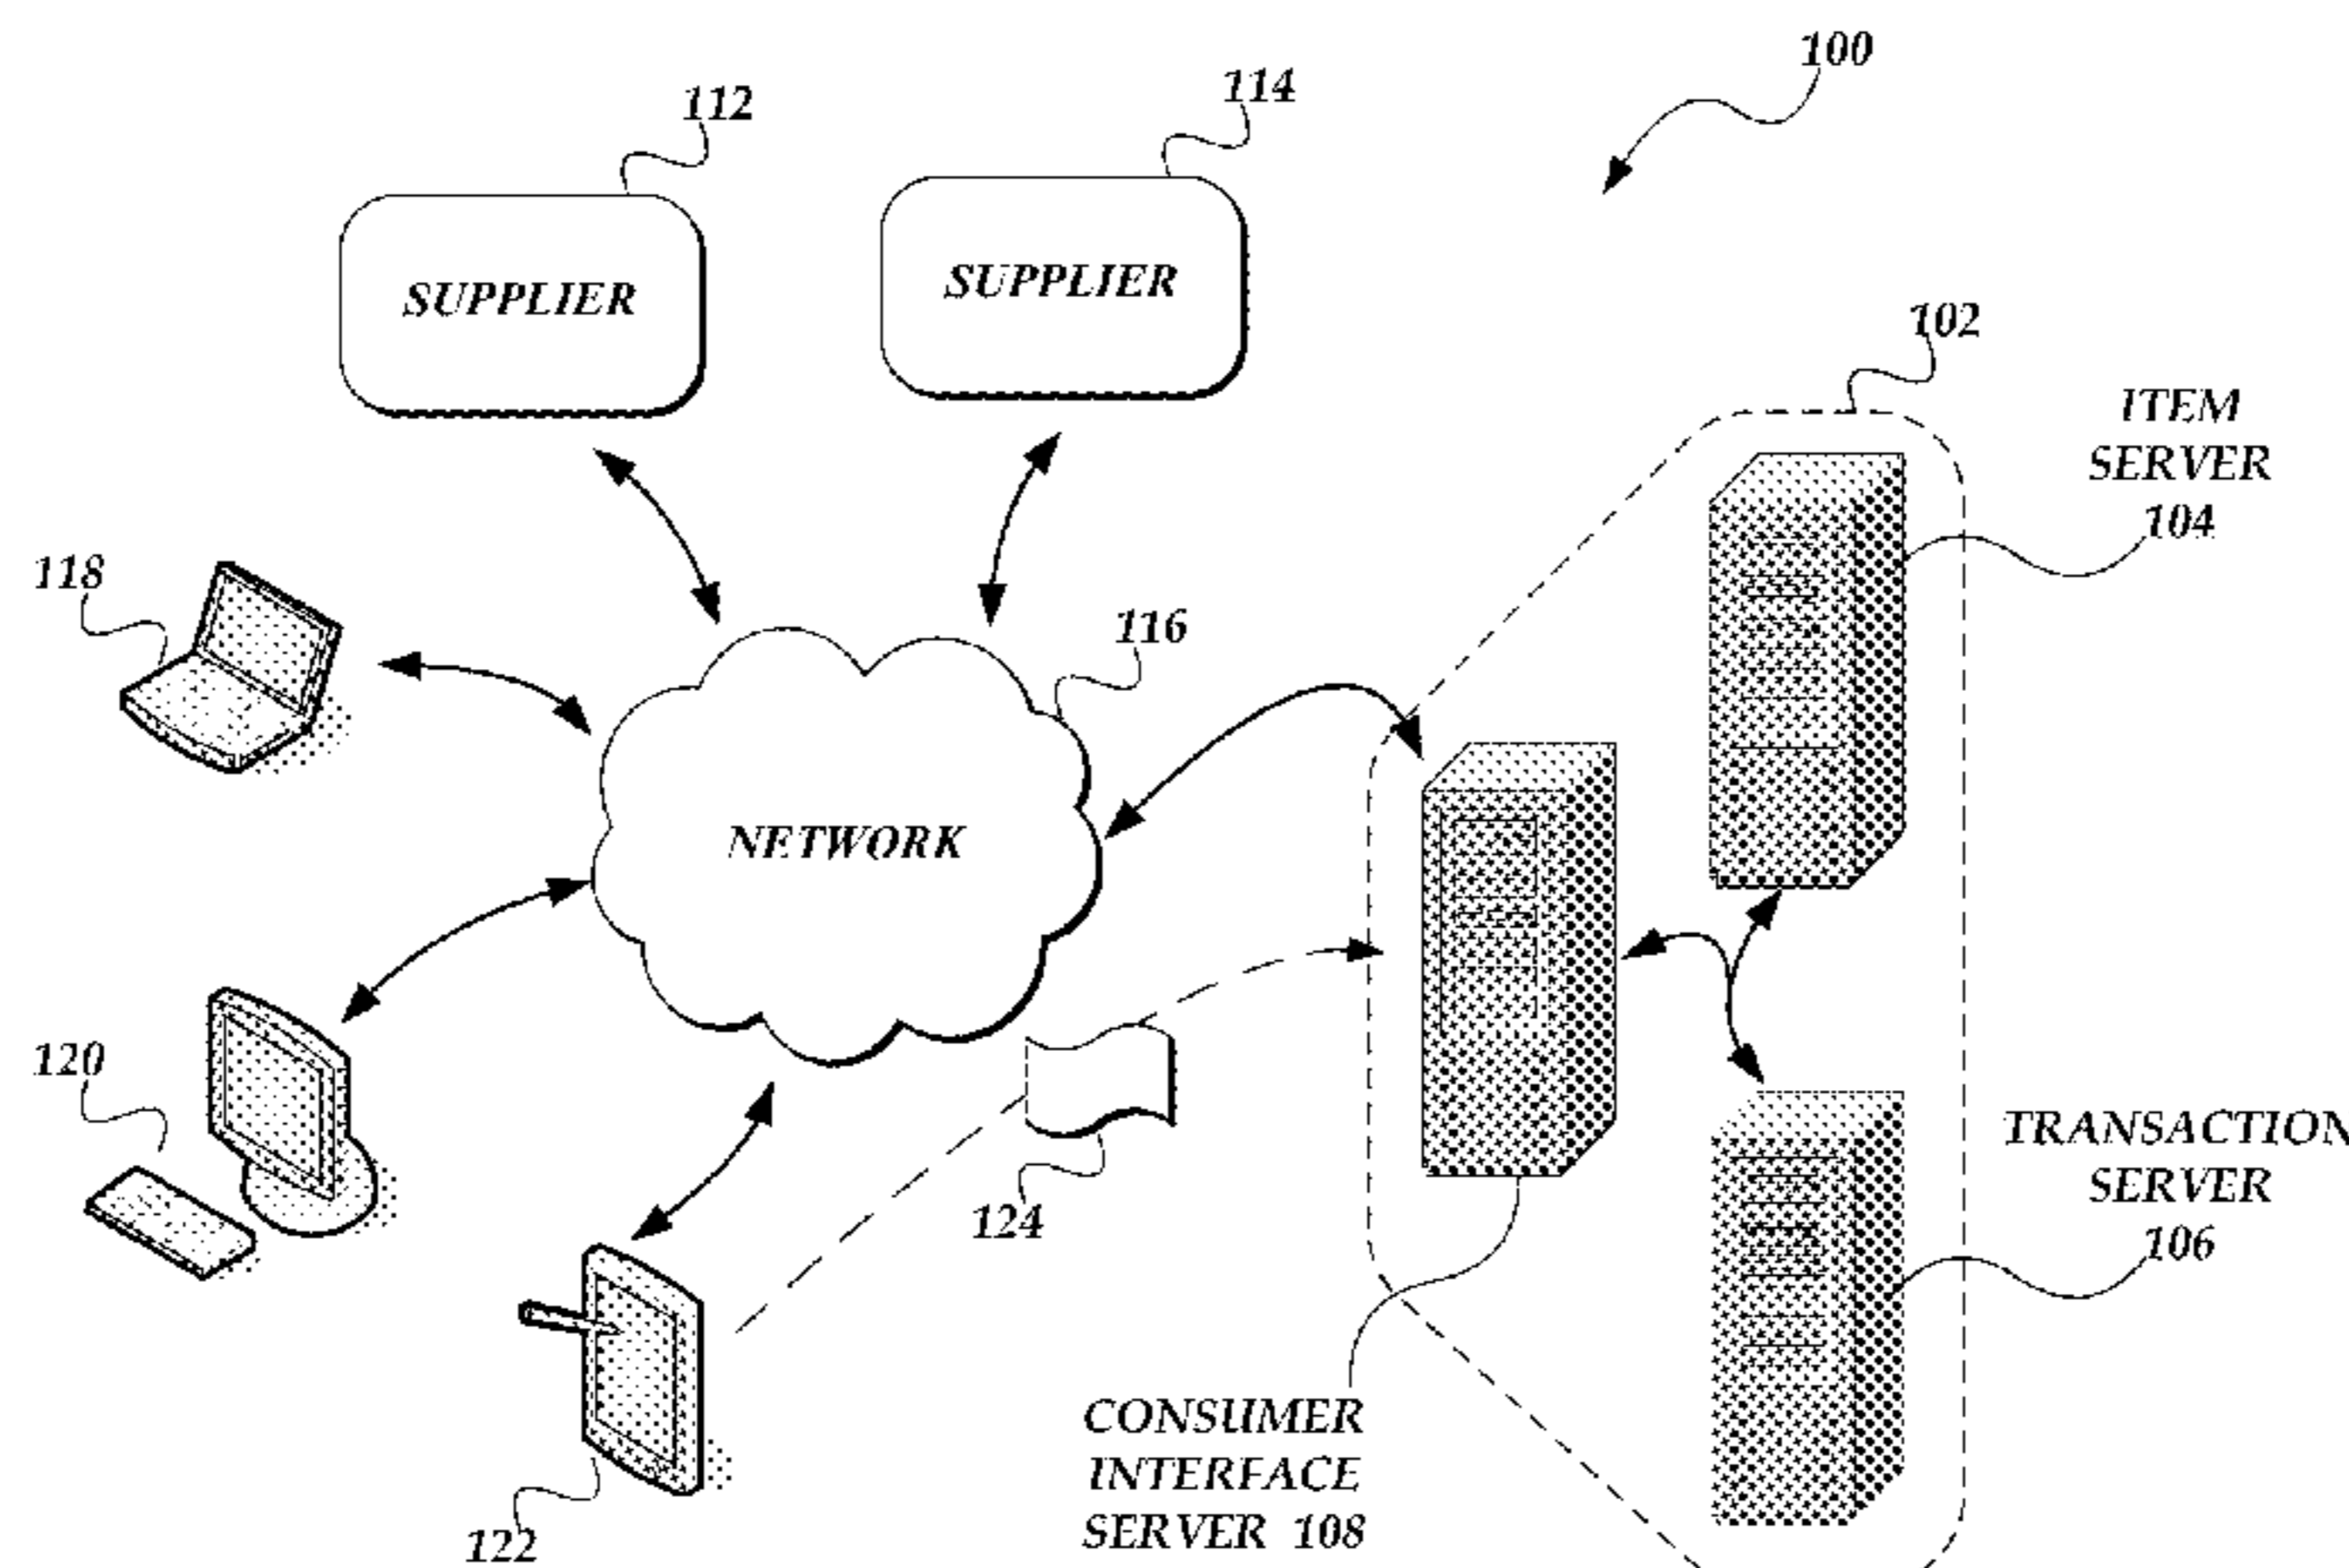 100
112
114
SUPPLIER
SUPPLIER
102
ITEM
SERVER
104
118
116
NETWORK
120
124
TRANSACTION
SERVER
106
CONSUMER
INTERFACE
SERVER 108
122